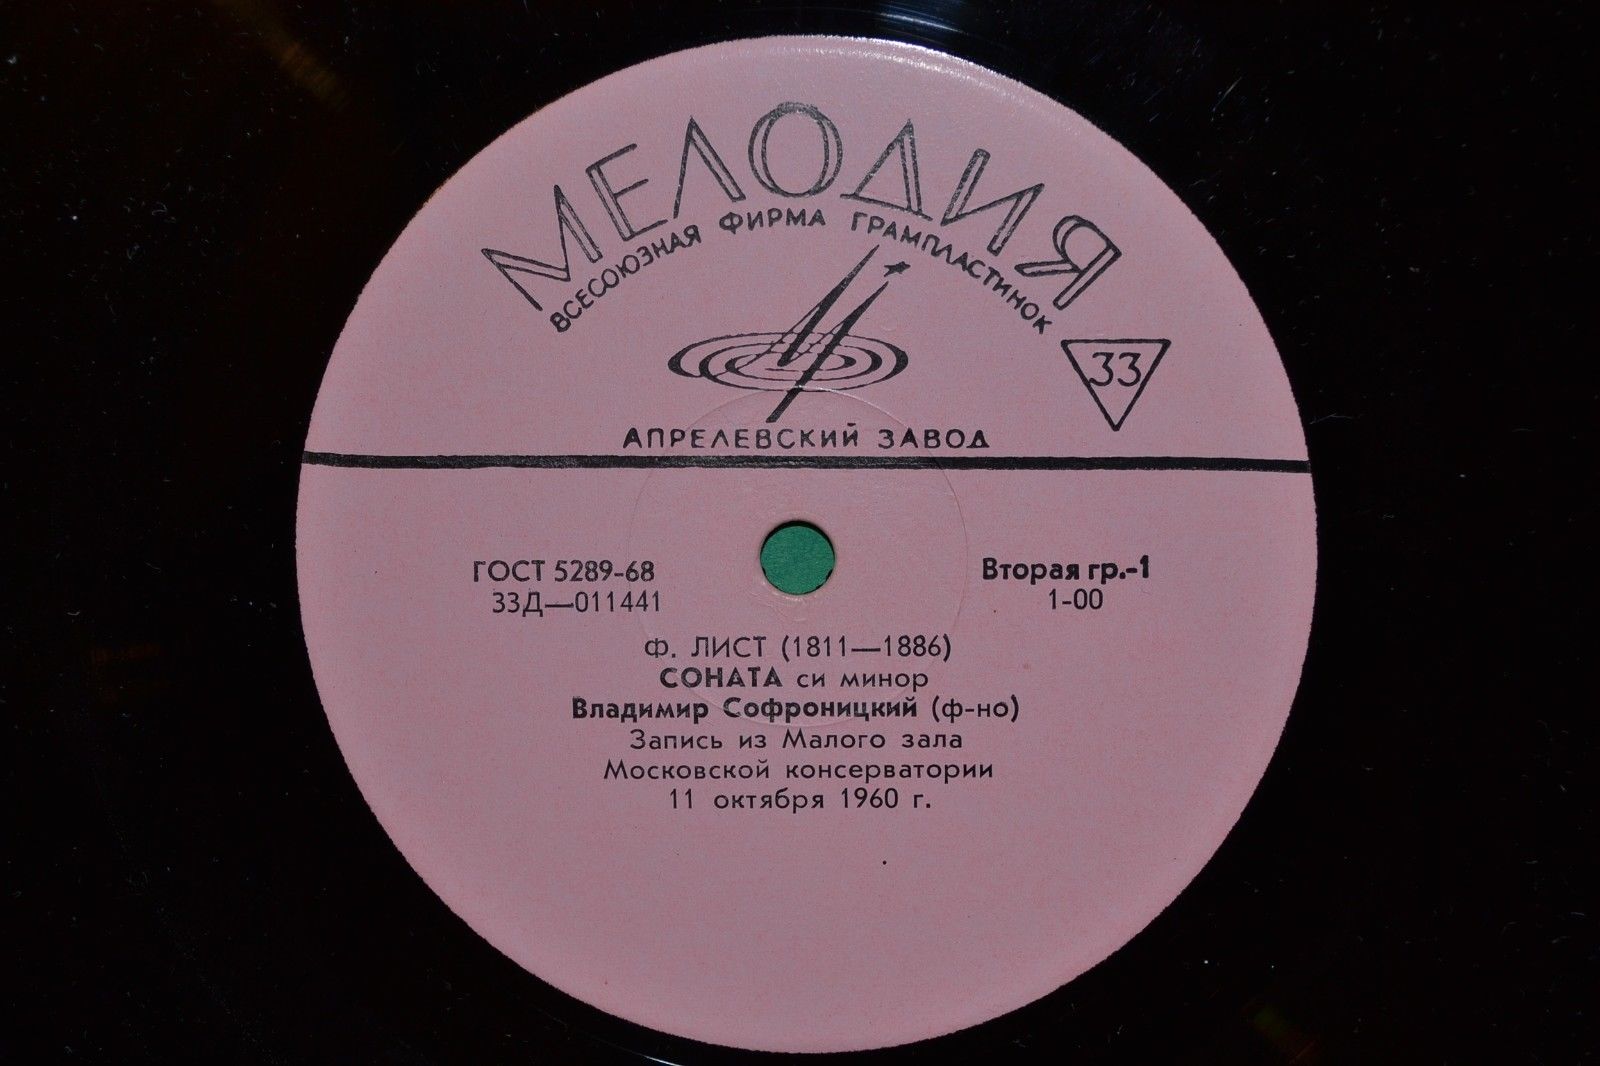 МЕЛОДИЯ
ВСЕСОЮЗНАЯ ФИРМА ГРАМПЛАСТИНОК
33
АПРЕЛЕВСКИЙ ЗАВОД
ГОСТ 5289-68
Вторая гр.-1
33Д—011441
1-00
Ф. ЛИСТ (1811—1886)
СОНАТА си минор
Владимир Софроницкий (ф-но)
Запись из Малого зала
Московской консерватории
11 октября 1960 г.